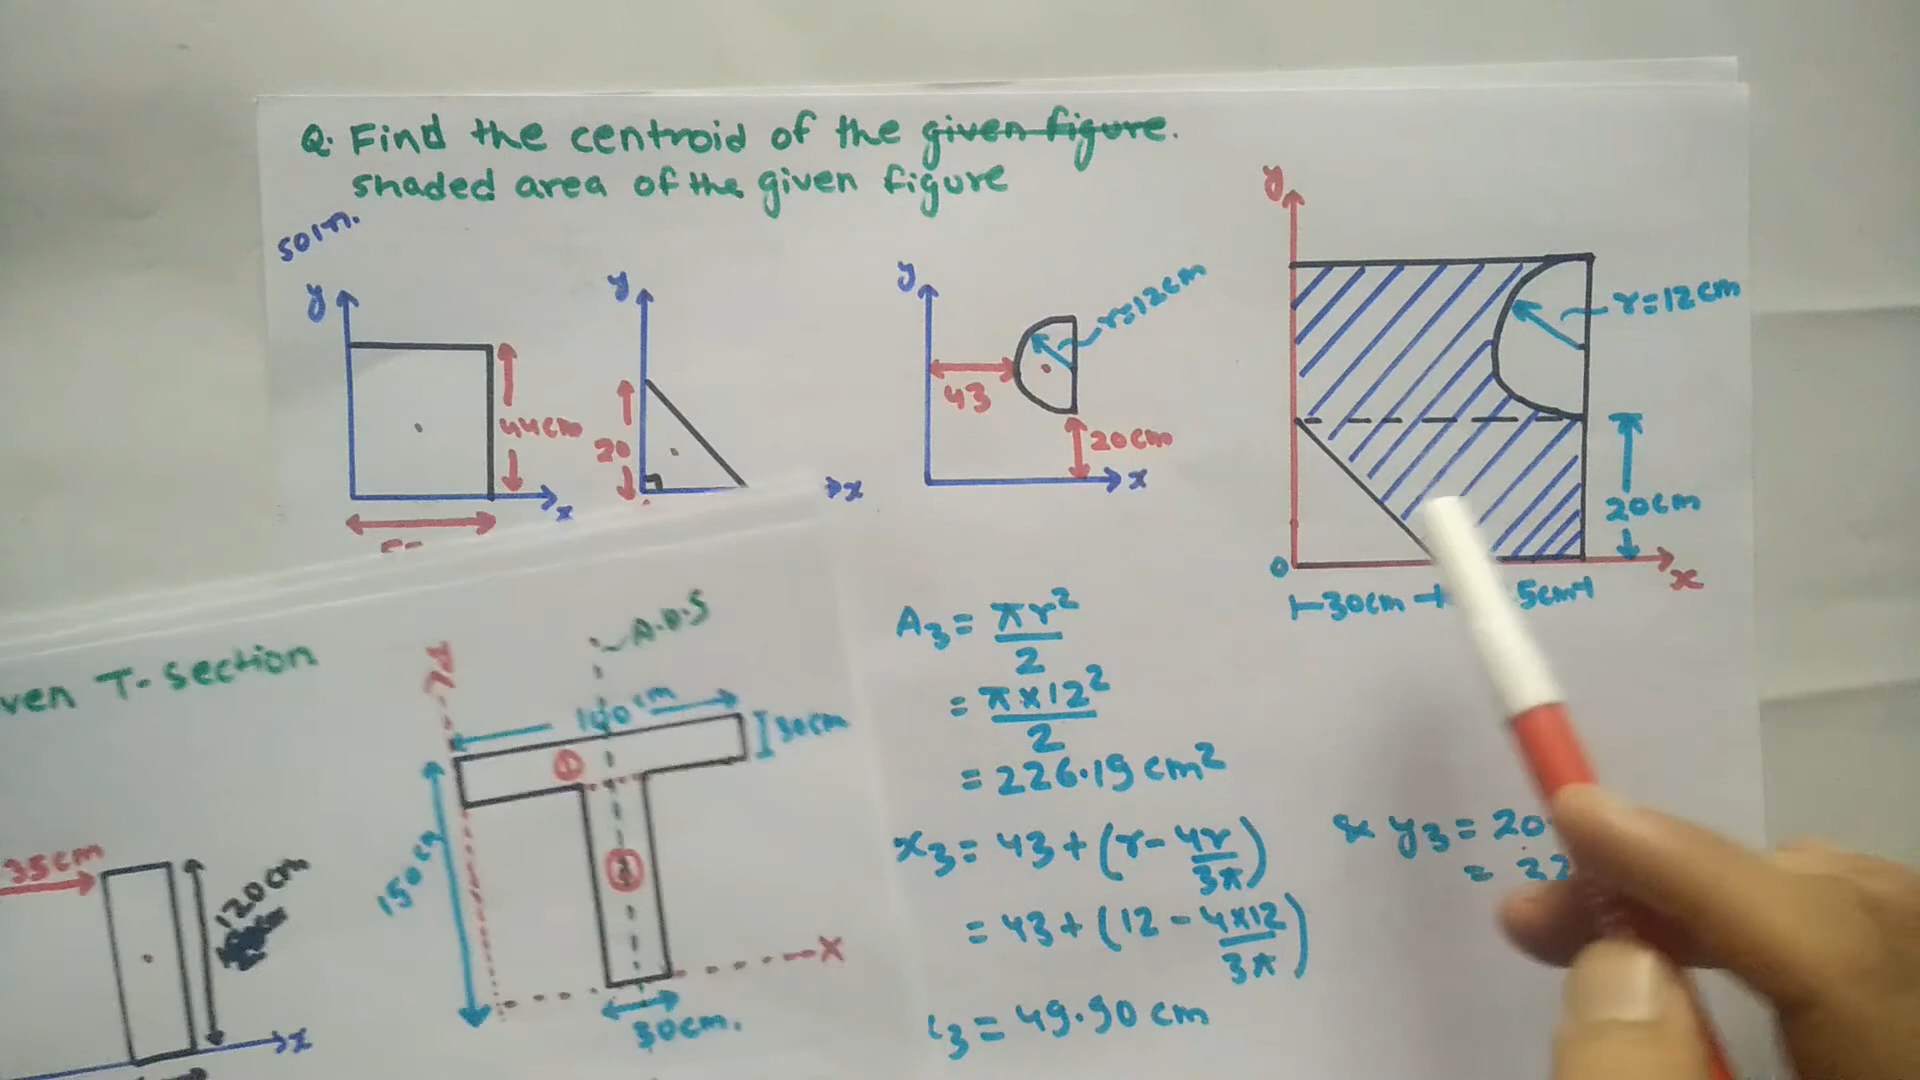 Q. Find the centroid of the given figure.
shaded area of the given figure
soln.
y
44cm
x
y
20
x
y
r=12cm
43
20cm
x
y
r=12cm
20cm
0
x
30cm
5cm
A3 = πr²/2
= π×12²/2
= 226.19 cm²
x3 = 43+(r-4r/3π)
= 43+(12-4×12/3π)
3 = 49.90 cm
& y3 = 20
= 32
ven T-section
A.O.S
100cm
30cm
①
②
150cm
X
30cm.
35cm
120cm
x